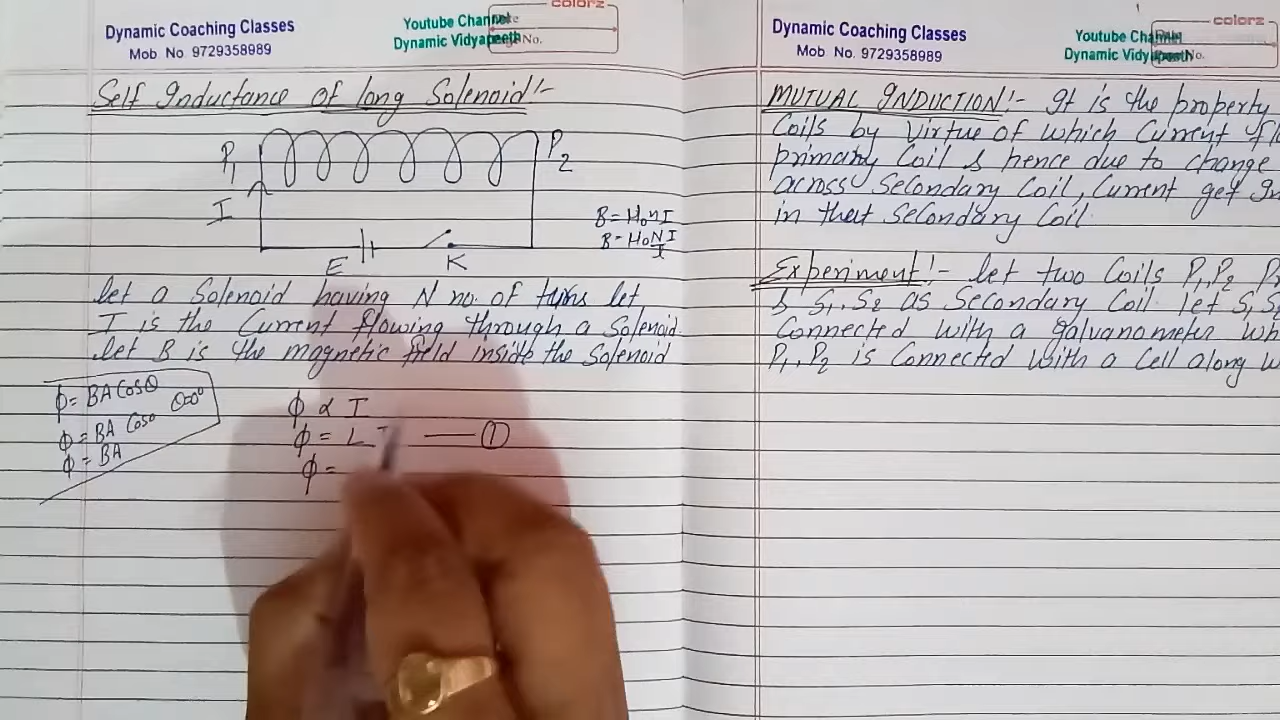 Dynamic Coaching Classes
Mob No. 9729358989
Youtube Channel
Dynamic Vidyapeeth
colorz
No.
Self Inductance Of long Solenoid:-
P1
P2
I
E
K
B = μ0nI
B = μ0 N I
l
let a Solenoid having N no. of turns let
I is the Current flowing through a Solenoid.
let B is the magnetic field inside the Solenoid
ϕ = BA Cosθ
θ=0°
ϕ = BA Cos0
ϕ = BA
ϕ ∝ I
ϕ = L I ——①
ϕ =
Dynamic Coaching Classes
Mob No. 9729358989
Youtube Channel
Dynamic Vidyapeeth
colorz
No.
MUTUAL INDUCTION:- It is the property
Coils by Virtue of which Current
primary Coil & hence due to change
across Secondary Coil, Current get
in that Secondary Coil.
Experiment:- let two Coils P1,P2
& S1,S2 as Secondary Coil. let
Connected with a galvanometer
P1,P2 is Connected with a Cell along